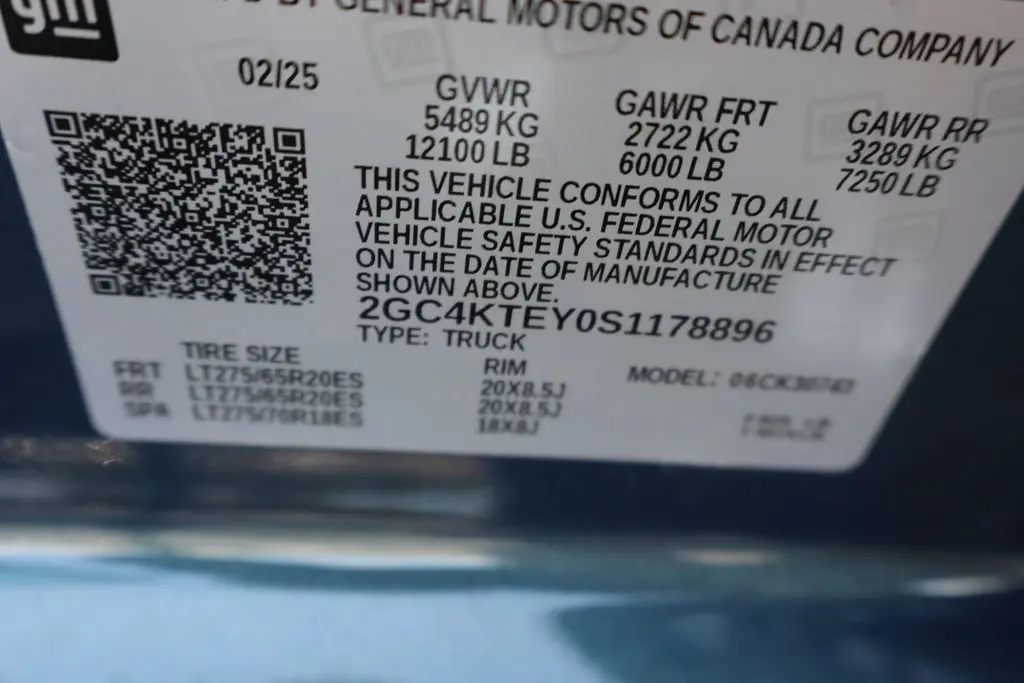 gm
BY GENERAL MOTORS OF CANADA COMPANY
02/25
GVWR
5489 KG
12100 LB
GAWR FRT
2722 KG
6000 LB
GAWR RR
3289 KG
7250 LB
THIS VEHICLE CONFORMS TO ALL
APPLICABLE U.S. FEDERAL MOTOR
VEHICLE SAFETY STANDARDS IN EFFECT
ON THE DATE OF MANUFACTURE
SHOWN ABOVE.
2GC4KTEY0S1178896
TYPE: TRUCK
TIRE SIZE RIM
FRT LT275/65R20ES 20X8.5J
RR LT275/65R20ES 20X8.5J
SPA LT275/70R18ES 18X8J
MODEL: